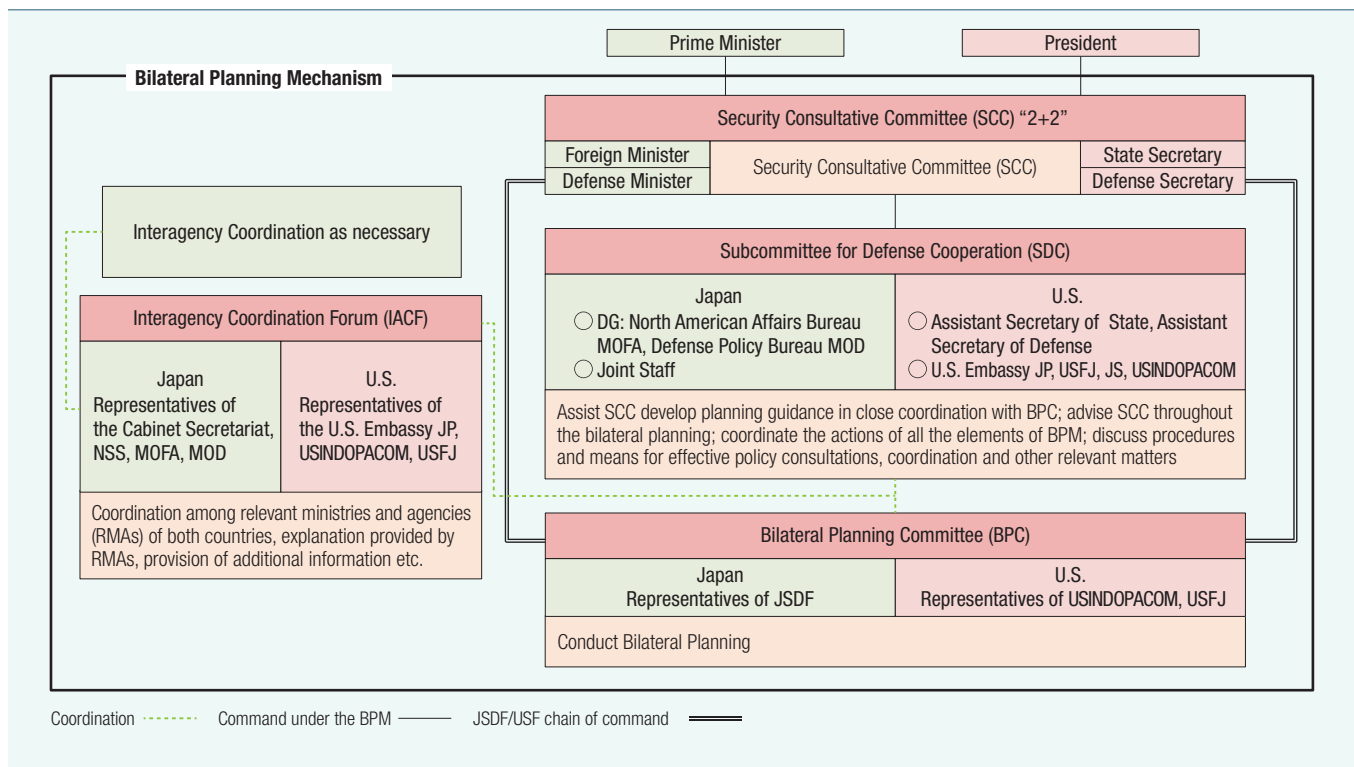 Prime Minister
President
Bilateral Planning Mechanism
Security Consultative Committee (SCC) “2+2”
Foreign Minister
Defense Minister
Security Consultative Committee (SCC)
State Secretary
Defense Secretary
Interagency Coordination as necessary
Subcommittee for Defense Cooperation (SDC)
Japan
○ DG: North American Affairs Bureau
MOFA, Defense Policy Bureau MOD
○ Joint Staff
U.S.
○ Assistant Secretary of State, Assistant
Secretary of Defense
○ U.S. Embassy JP, USFJ, JS, USINDOPACOM
Assist SCC develop planning guidance in close coordination with BPC; advise SCC throughout
the bilateral planning; coordinate the actions of all the elements of BPM; discuss procedures
and means for effective policy consultations, coordination and other relevant matters
Interagency Coordination Forum (IACF)
Japan
Representatives of
the Cabinet Secretariat,
NSS, MOFA, MOD
U.S.
Representatives of
the U.S. Embassy JP,
USINDOPACOM, USFJ
Coordination among relevant ministries and agencies
(RMAs) of both countries, explanation provided by
RMAs, provision of additional information etc.
Bilateral Planning Committee (BPC)
Japan
Representatives of JSDF
U.S.
Representatives of USINDOPACOM, USFJ
Conduct Bilateral Planning
Coordination
Command under the BPM
JSDF/USF chain of command